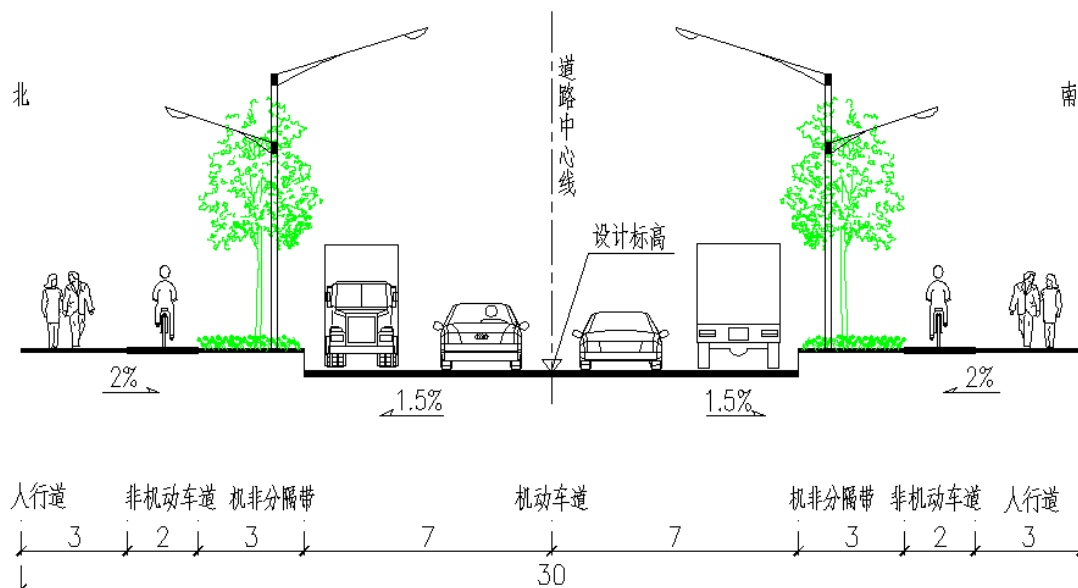 北
道路中心线
南
设计标高
2%
1.5%
1.5%
2%
人行道 非机动车道 机非分隔带 机动车道 机非分隔带 非机动车道 人行道
3 2 3 7 7 3 2 3
30